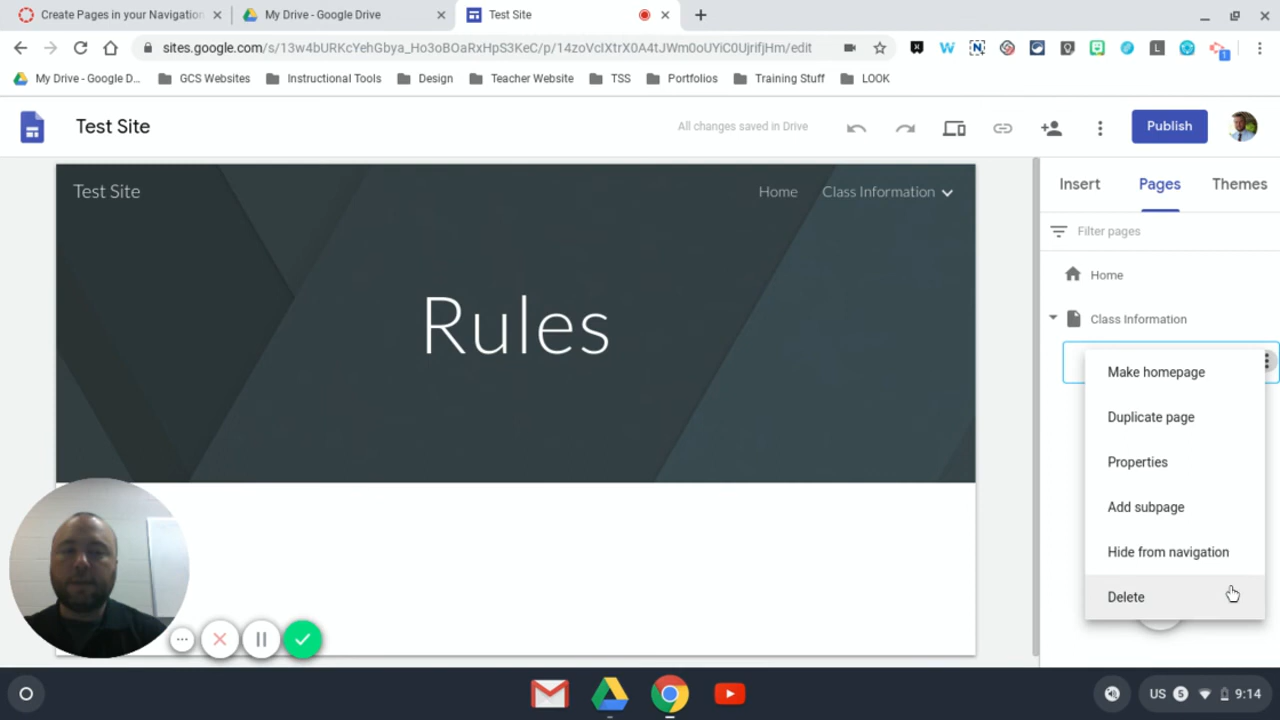 Create Pages in your Navigation
My Drive - Google Drive
Test Site
sites.google.com/s/13w4bURKcYehGbya_Ho3oBOaRxHpS3KeC/p/14zoVcIXtrX0A4tJWm0oUYiC0UjrifjHm/edit
My Drive - Google D...
GCS Websites
Instructional Tools
Design
Teacher Website
TSS
Portfolios
Training Stuff
LOOK
Test Site
All changes saved in Drive
Publish
Test Site
Home
Class Information
Insert
Pages
Themes
Filter pages
Home
Class Information
Rules
Make homepage
Duplicate page
Properties
Add subpage
Hide from navigation
Delete
US
5
9:14